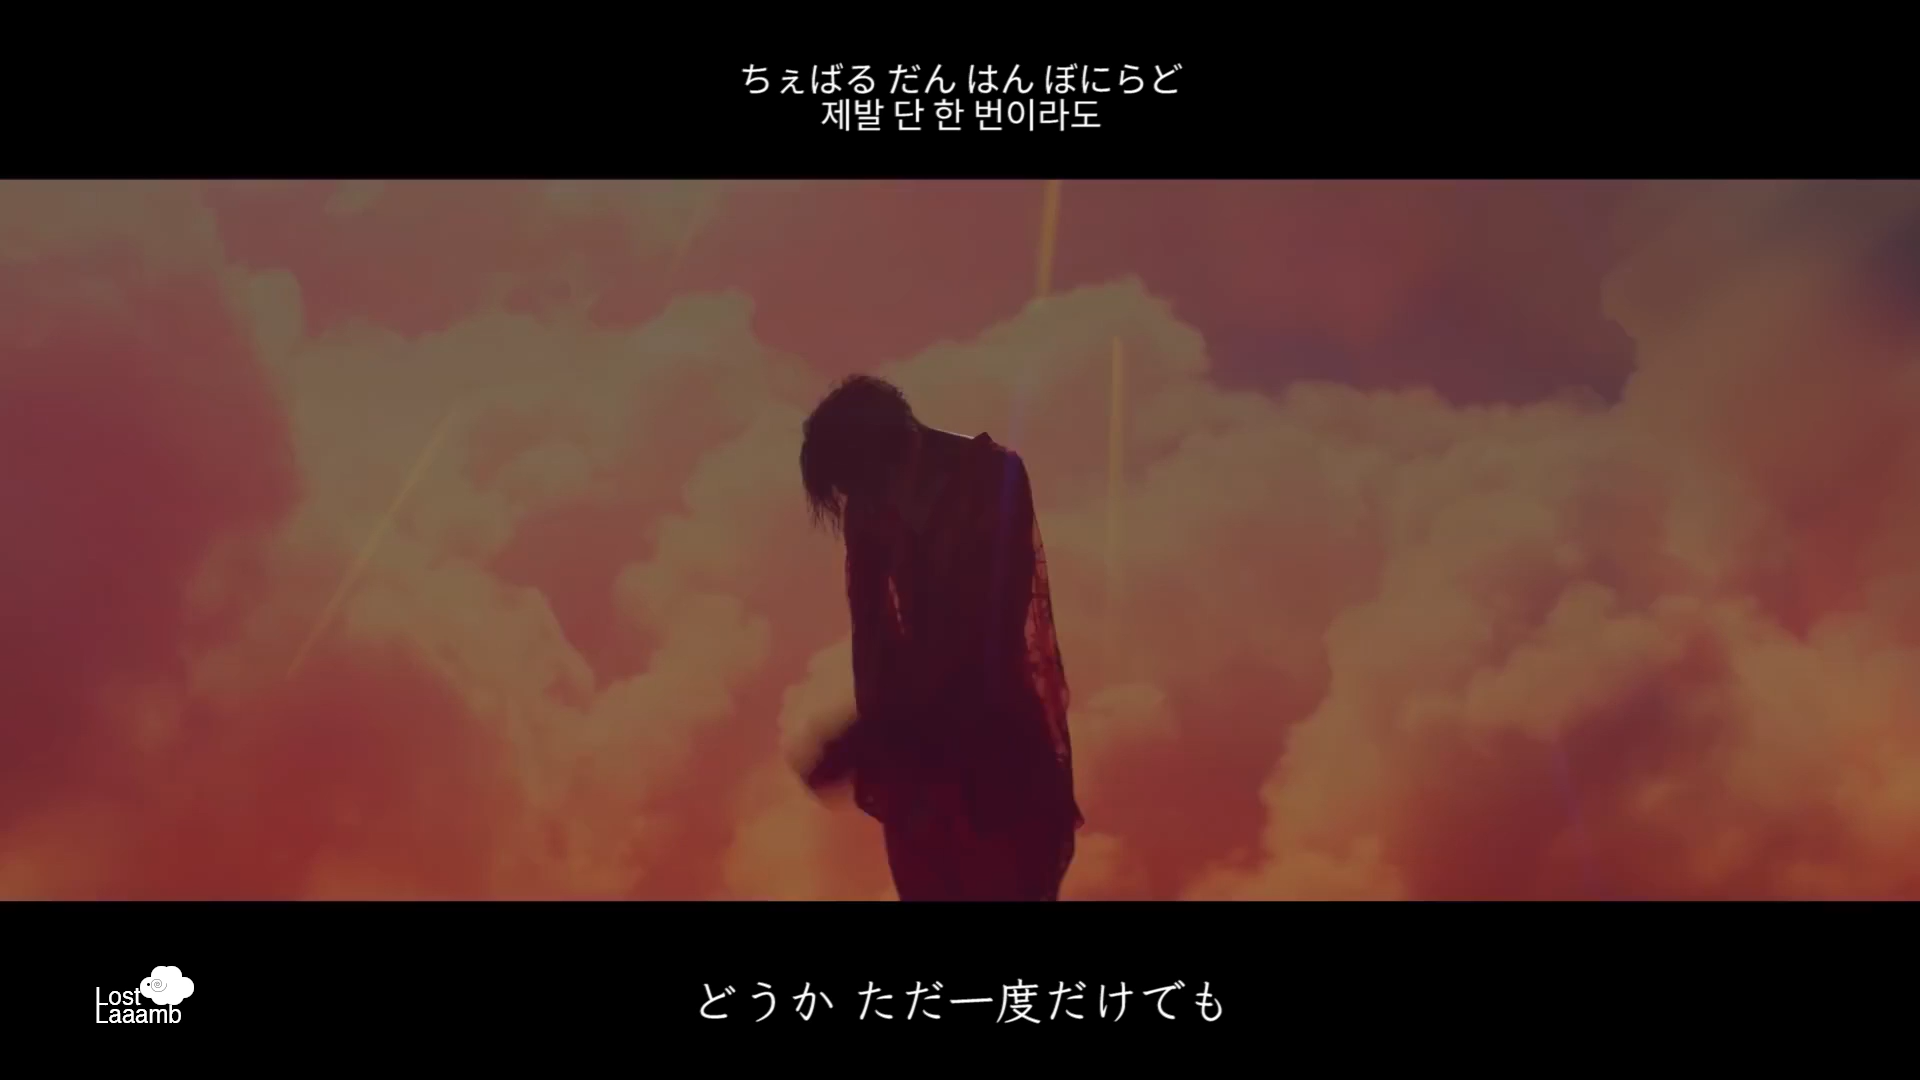 ちぇばる だん はん ぼにらど
제발 단 한 번이라도
どうか ただ一度だけでも
Lost
Laaamb